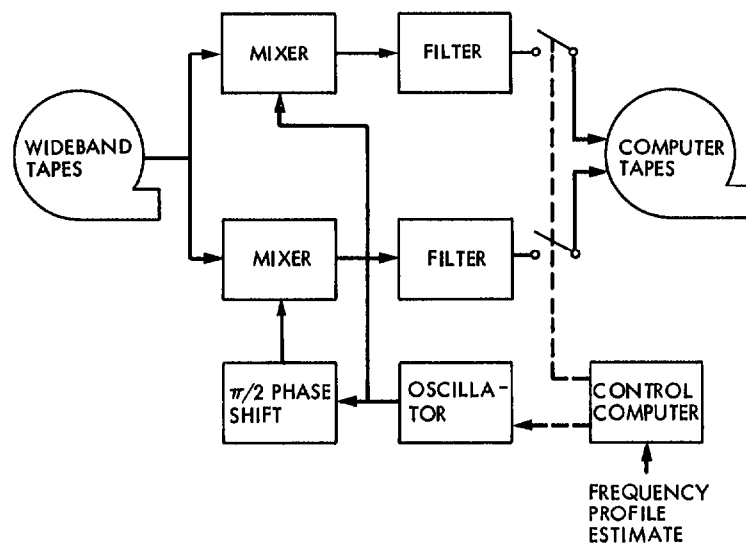 MIXER
FILTER
WIDEBAND
TAPES
COMPUTER
TAPES
MIXER
FILTER
π/2 PHASE
SHIFT
OSCILLA-
TOR
CONTROL
COMPUTER
FREQUENCY
PROFILE
ESTIMATE